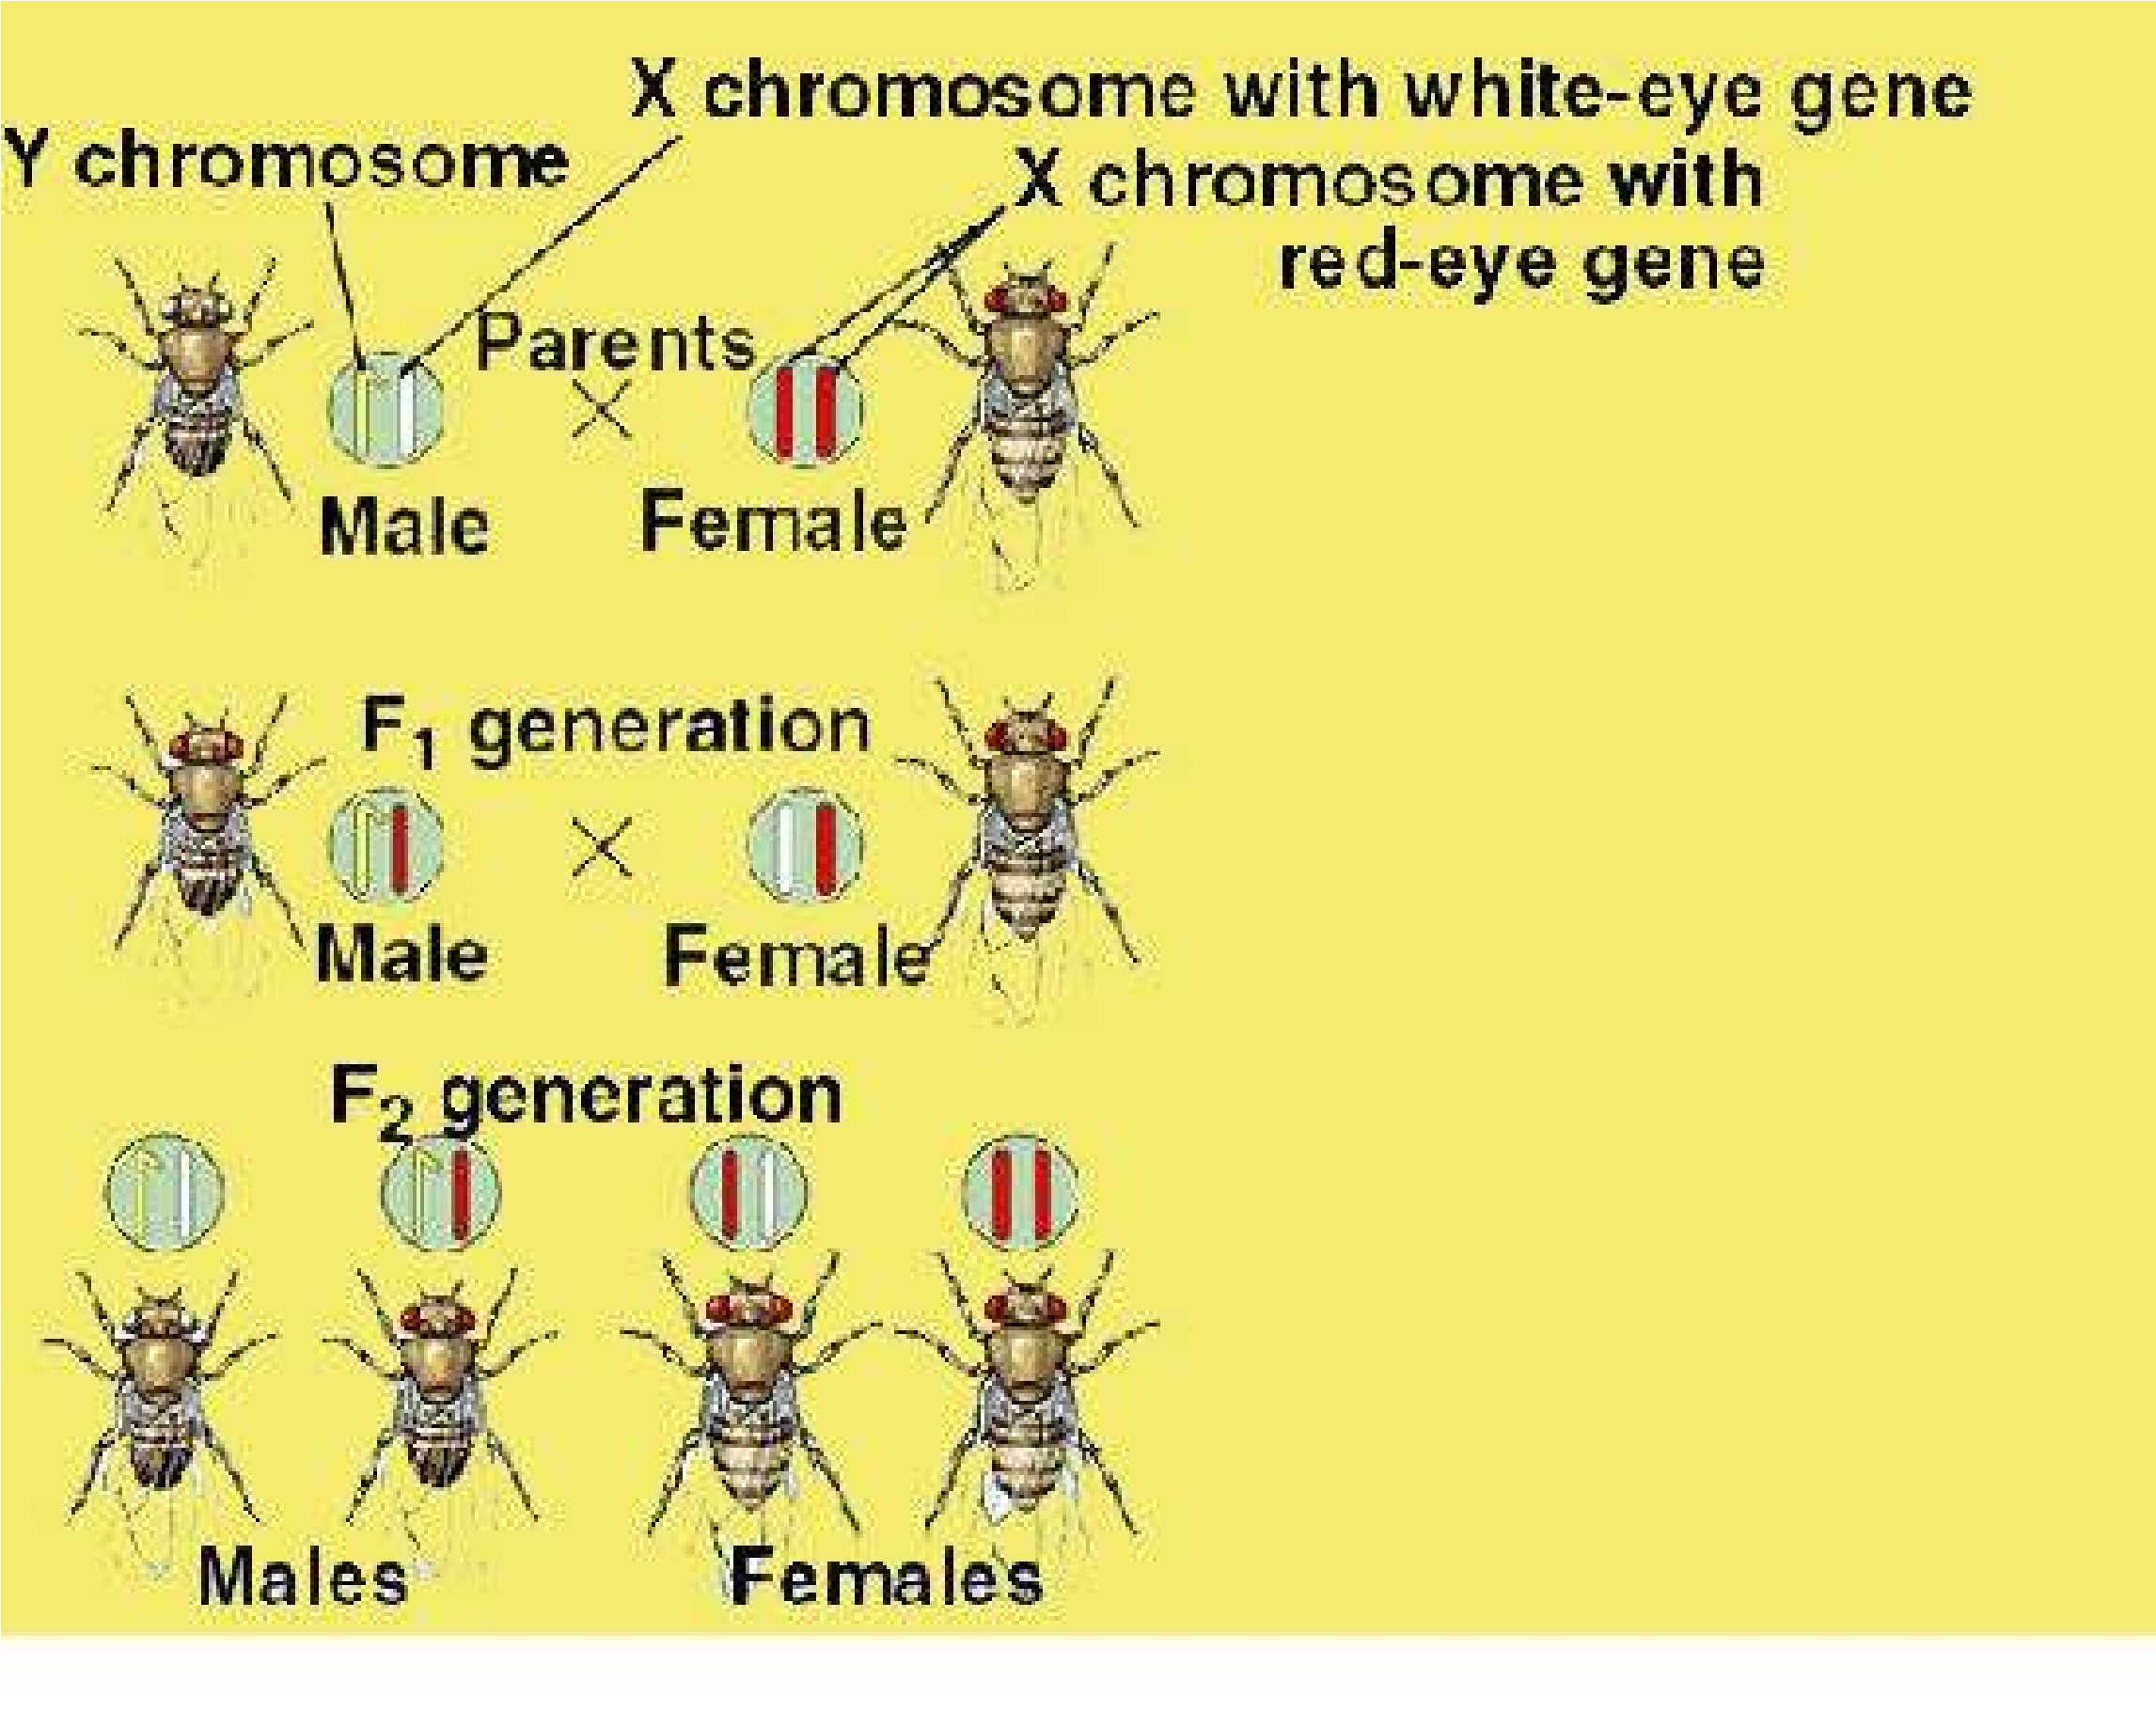 X chromosome with white-eye gene
Y chromosome
X chromosome with
red-eye gene
Parents
Male
Female
F₁ generation
Male
Female
F₂ generation
Males
Females